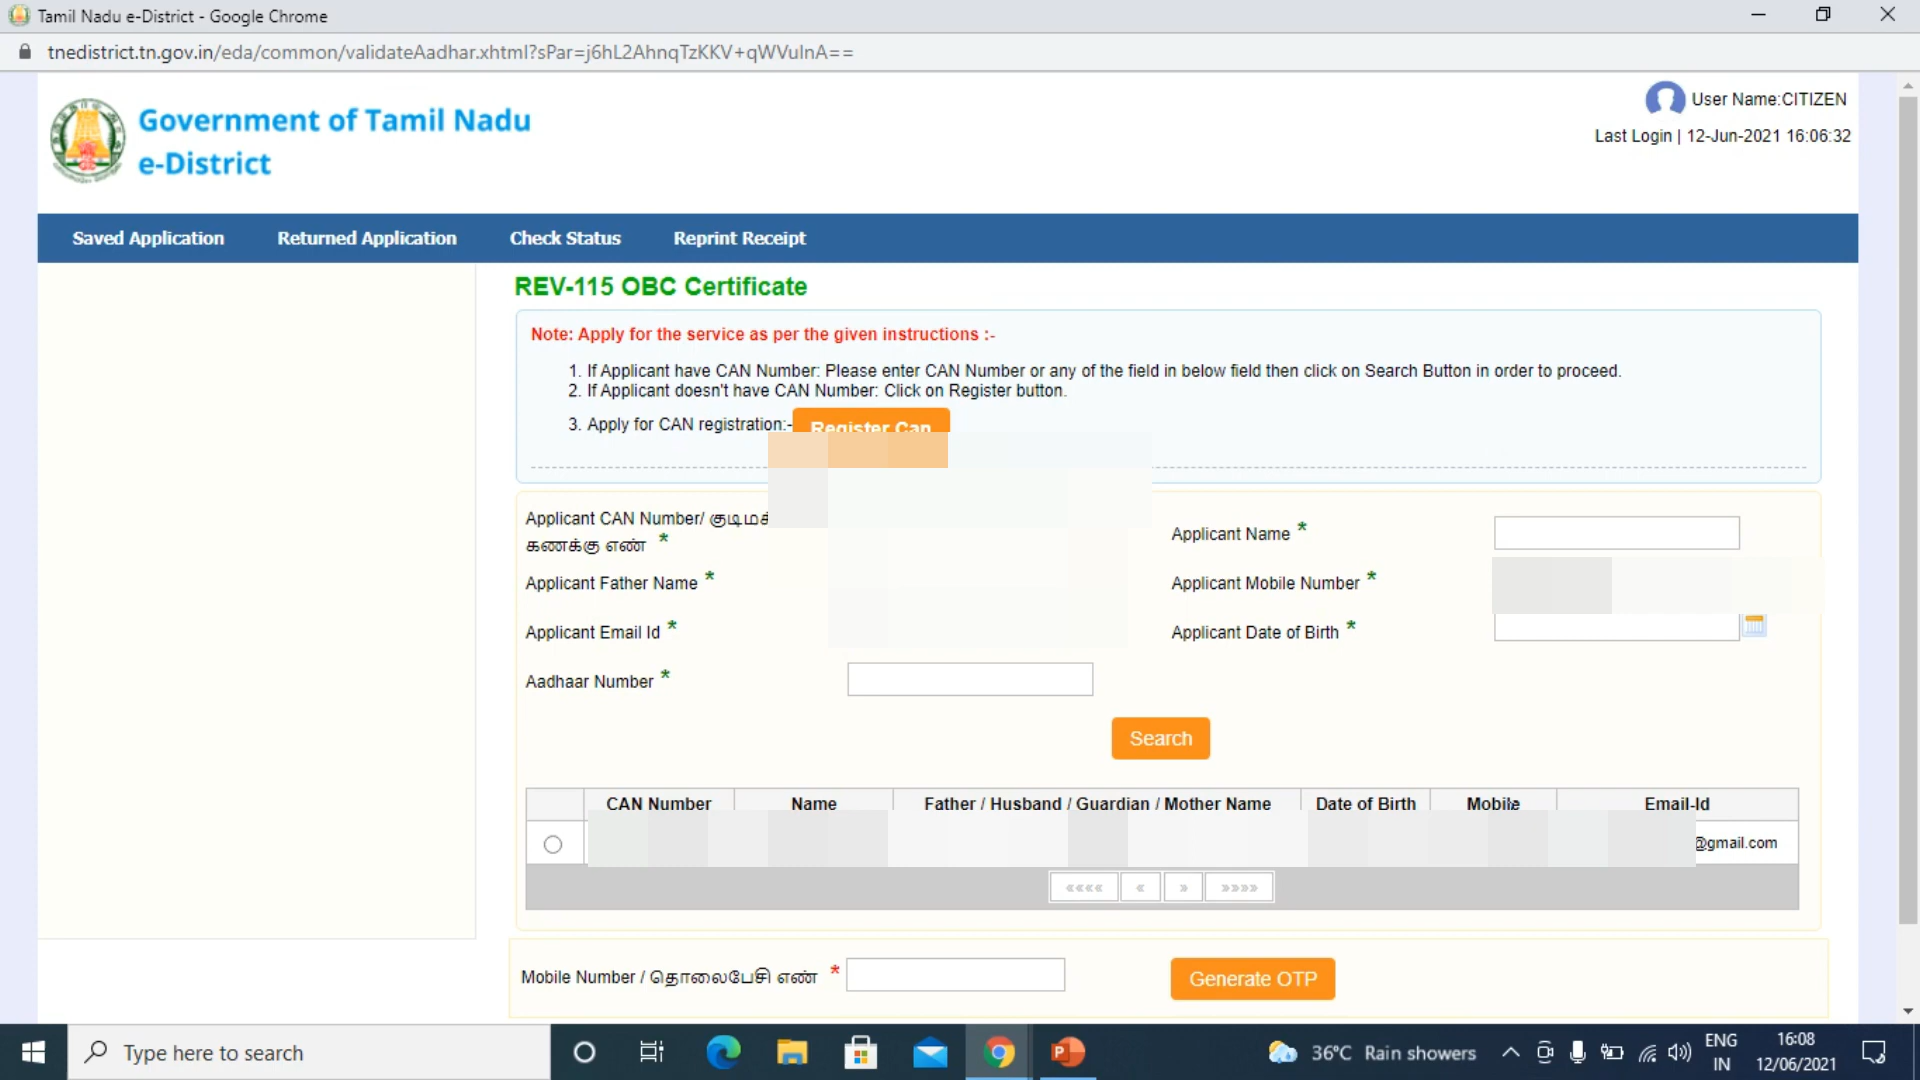 Tamil Nadu e-District - Google Chrome
tnedistrict.tn.gov.in/eda/common/validateAadhar.xhtml?sPar=j6hL2AhnqTzKKV+qWVulnA==
Government of Tamil Nadu
e-District
User Name:CITIZEN
Last Login | 12-Jun-2021 16:06:32
Saved Application Returned Application Check Status Reprint Receipt
REV-115 OBC Certificate
Note: Apply for the service as per the given instructions :-
1. If Applicant have CAN Number: Please enter CAN Number or any of the field in below field then click on Search Button in order to proceed.
2. If Applicant doesn't have CAN Number: Click on Register button.
3. Apply for CAN registration:- Register Can
Applicant CAN Number/
கணக்கு எண் *
Applicant Name *
Applicant Father Name *
Applicant Mobile Number *
Applicant Email Id *
Applicant Date of Birth *
Aadhaar Number *
Search
CAN Number Name Father / Husband / Guardian / Mother Name Date of Birth Mobile Email-Id
@gmail.com
«««« « » »»»»
Mobile Number / தொலைபேசி எண் *
Generate OTP
Type here to search
36°C Rain showers
ENG
IN
16:08
12/06/2021